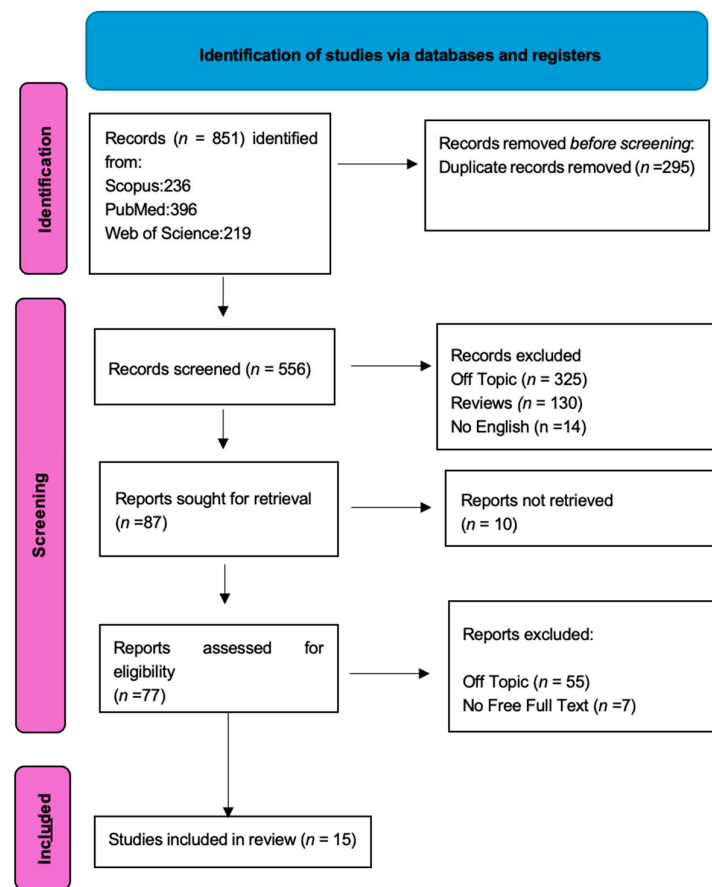 Identification of studies via databases and registers
Identification
Records (n = 851) identified
from:
Scopus:236
PubMed:396
Web of Science:219
Records removed before screening:
Duplicate records removed (n =295)
Screening
Records screened (n = 556)
Records excluded
Off Topic (n = 325)
Reviews (n = 130)
No English (n =14)
Reports sought for retrieval
(n =87)
Reports not retrieved
(n = 10)
Reports assessed for
eligibility
(n =77)
Reports excluded:
Off Topic (n = 55)
No Free Full Text (n =7)
Included
Studies included in review (n = 15)